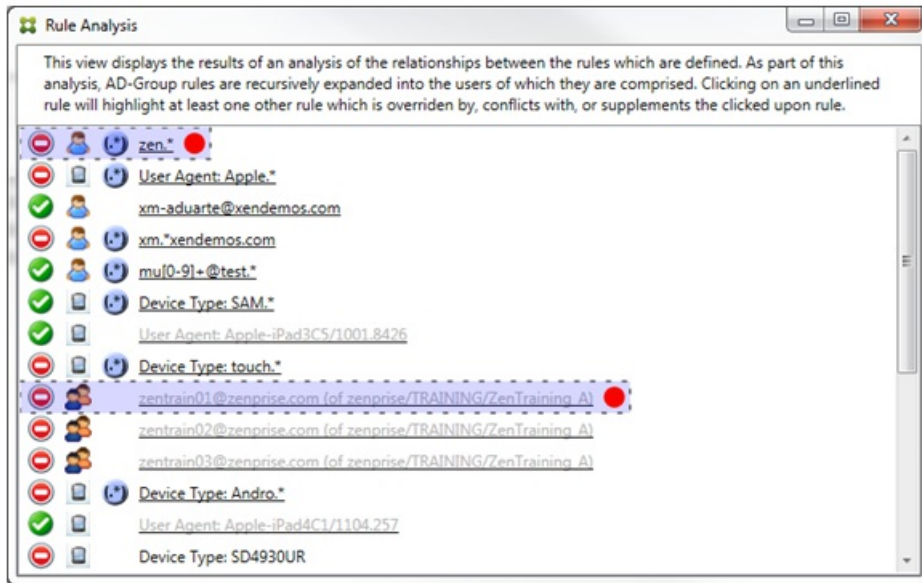 Rule Analysis
This view displays the results of an analysis of the relationships between the rules which are defined. As part of this
analysis, AD-Group rules are recursively expanded into the users of which they are comprised. Clicking on an underlined
rule will highlight at least one other rule which is overriden by, conflicts with, or supplements the clicked upon rule.
(.*) zen.*
(.*) User Agent: Apple.*
xm-aduarte@xendemos.com
(.*) xm.*xendemos.com
(.*) mu[0-9]+@test.*
(.*) Device Type: SAM.*
User Agent: Apple-iPad3C5/1001.8426
(.*) Device Type: touch.*
zentrain01@zenprise.com (of zenprise/TRAINING/ZenTraining A)
zentrain02@zenprise.com (of zenprise/TRAINING/ZenTraining A)
zentrain03@zenprise.com (of zenprise/TRAINING/ZenTraining A)
(.*) Device Type: Andro.*
User Agent: Apple-iPad4C1/1104.257
Device Type: SD4930UR